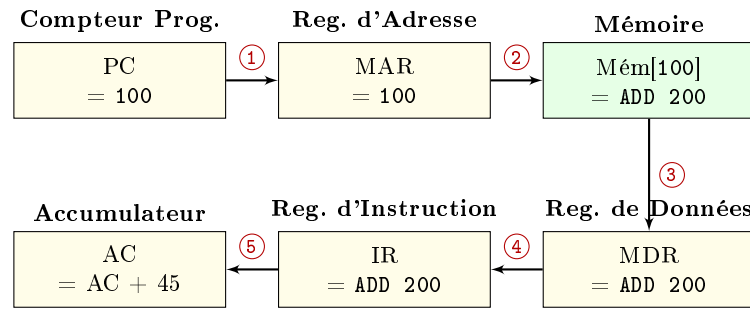 Compteur Prog. Reg. d'Adresse Mémoire
PC MAR Mém[100]
= 100 = 100 = ADD 200
1 2
3
Accumulateur Reg. d'Instruction Reg. de Données
AC IR MDR
= AC + 45 = ADD 200 = ADD 200
5 4